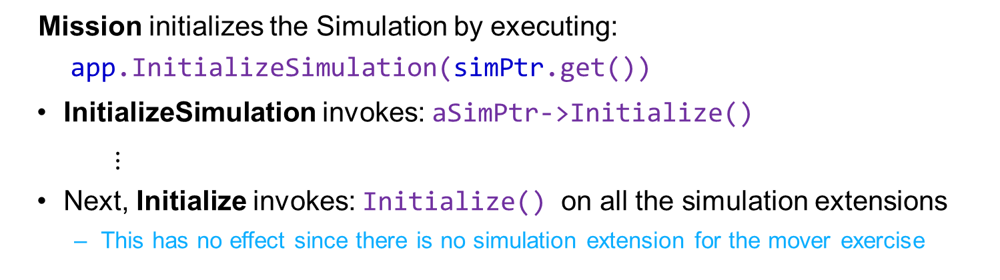 Mission initializes the Simulation by executing:
app.InitializeSimulation(simPtr.get())
• InitializeSimulation invokes: aSimPtr->Initialize()
⋮
• Next, Initialize invokes: Initialize() on all the simulation extensions
– This has no effect since there is no simulation extension for the mover exercise